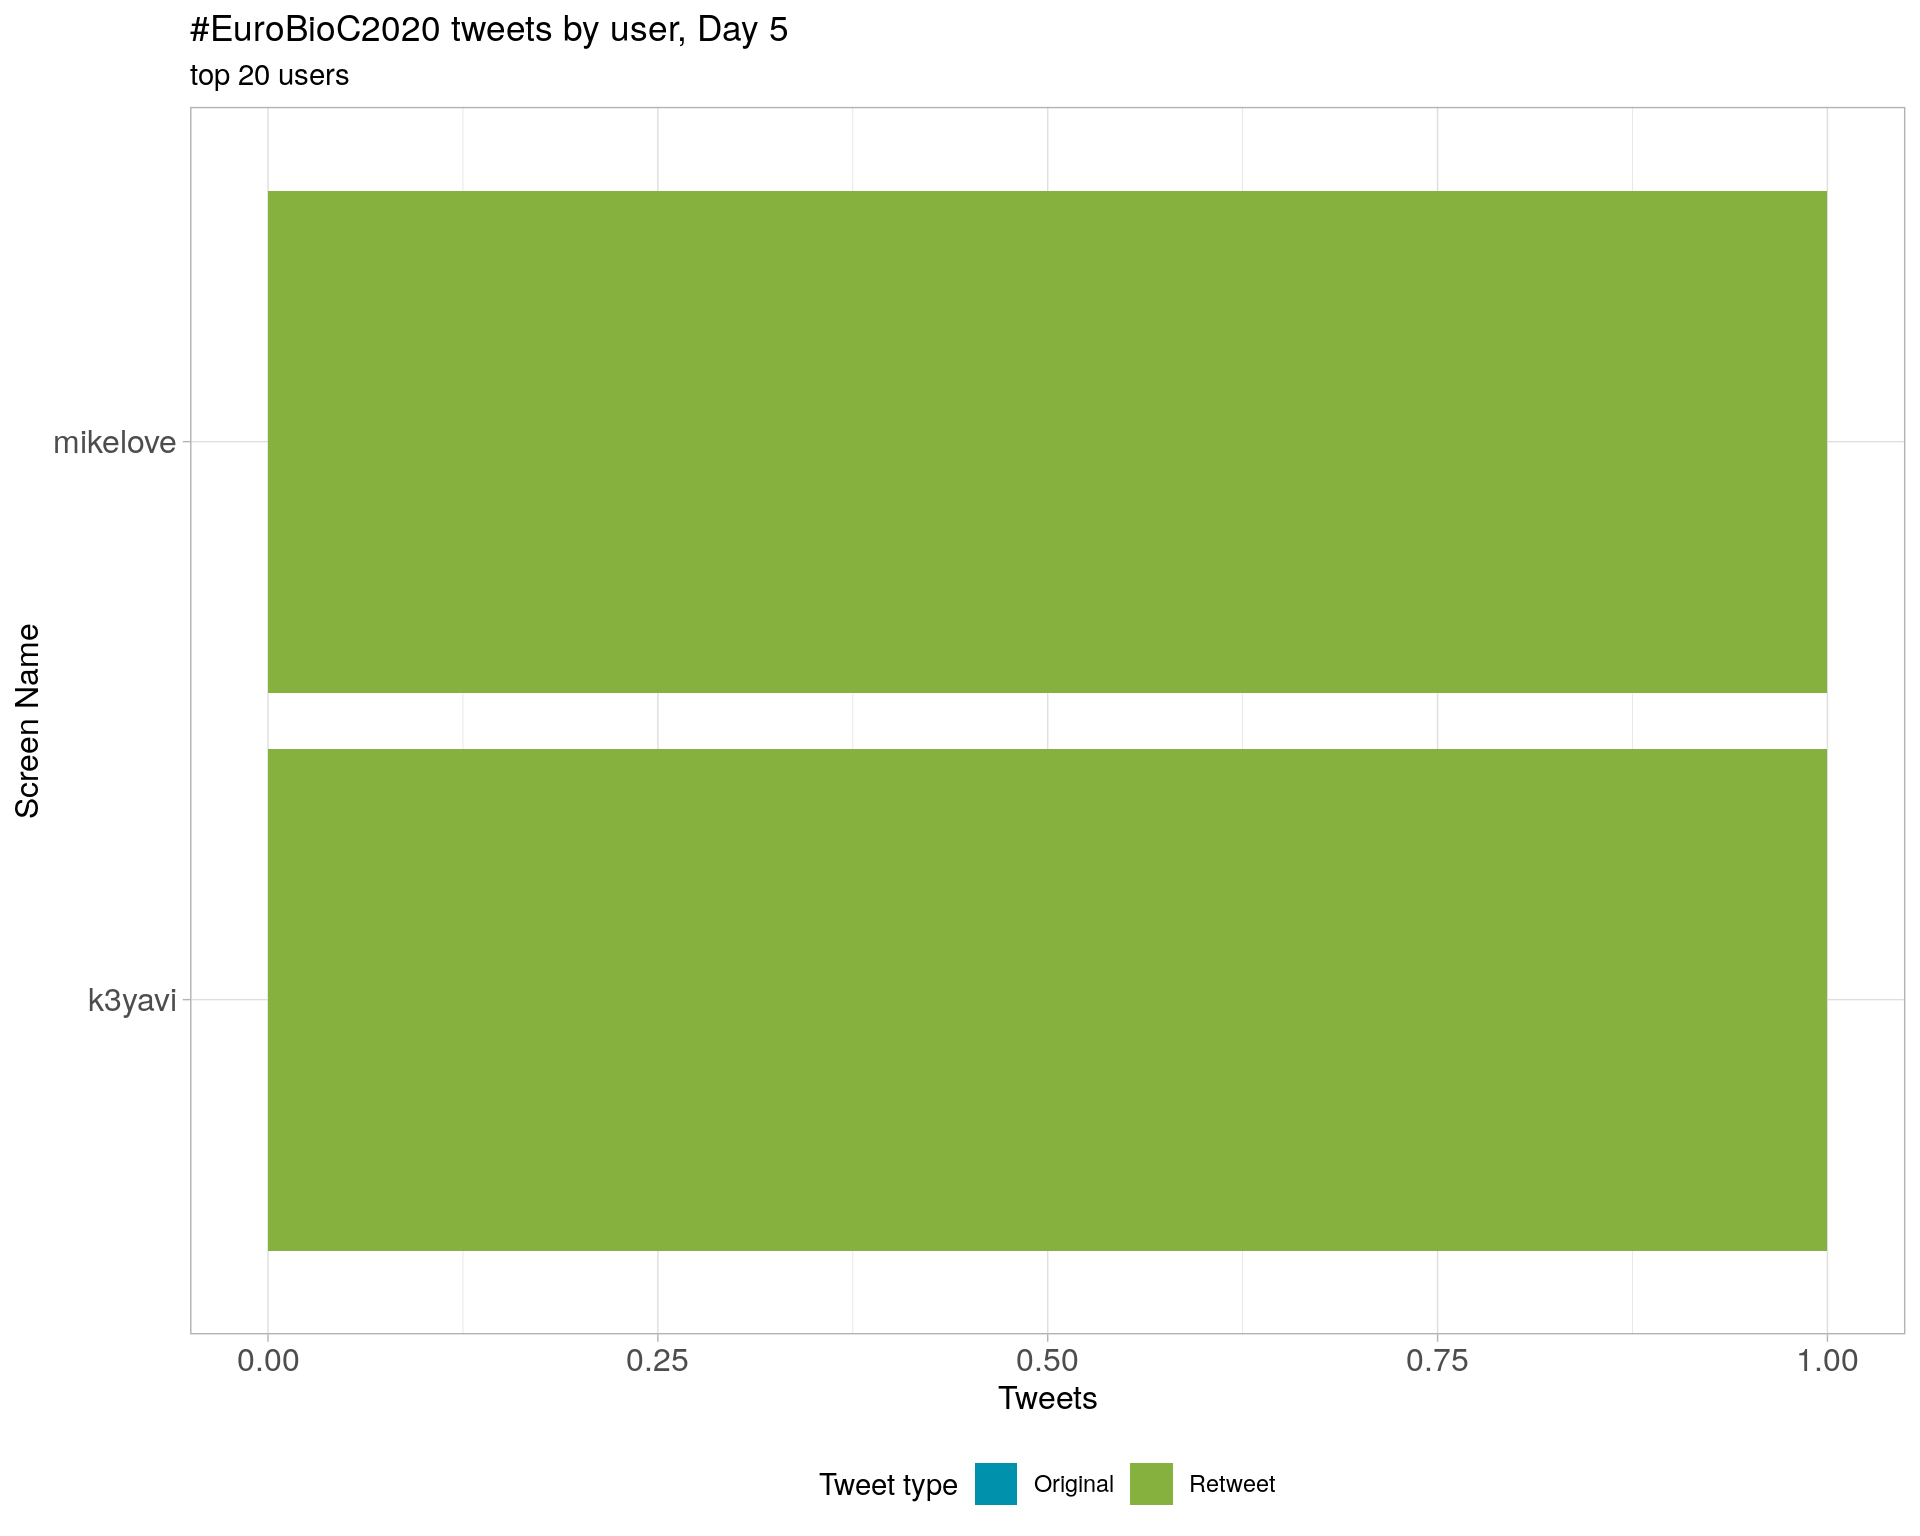 #EuroBioC2020 tweets by user, Day 5
top 20 users
Screen Name
mikelove
k3yavi
0.00 0.25 0.50 0.75 1.00
Tweets
Tweet type Original Retweet